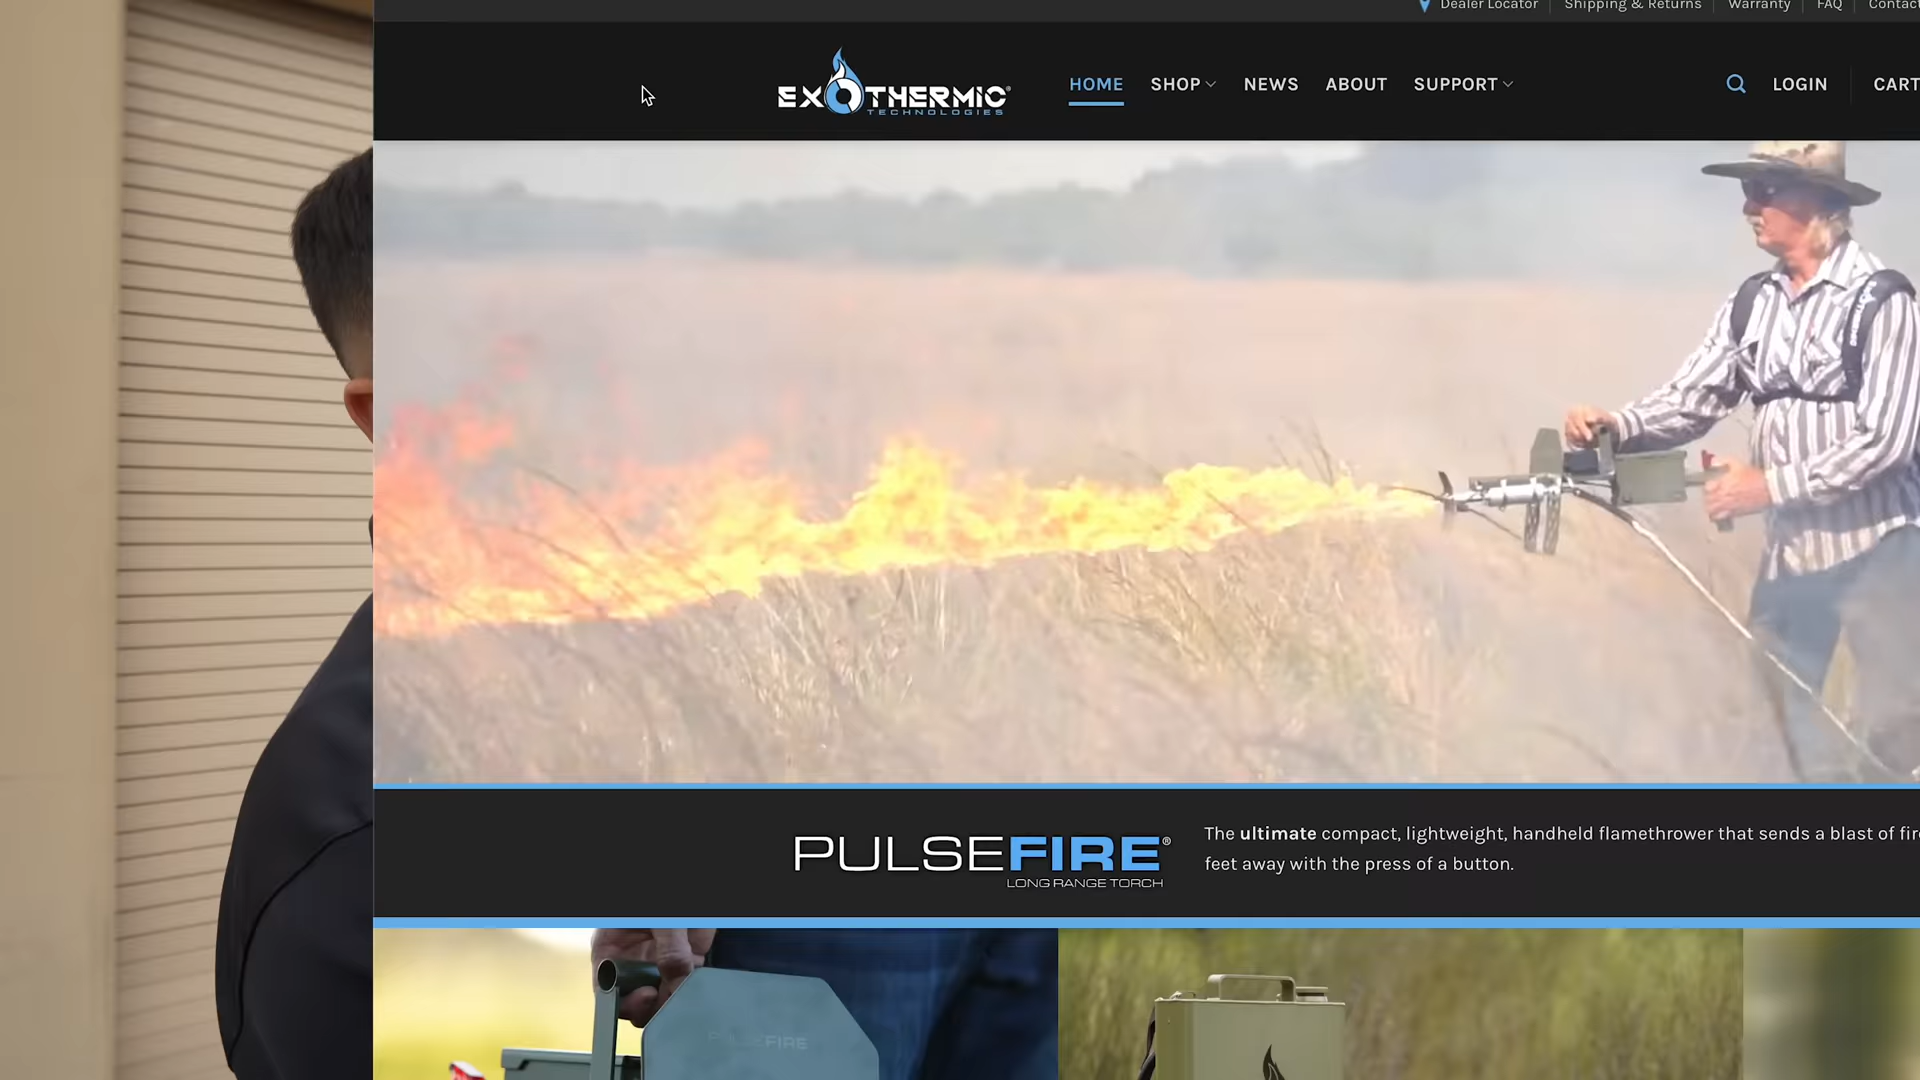 Dealer Locator
Shipping & Returns
Warranty
FAQ
EXOTHERMIC®
TECHNOLOGIES
HOME
SHOP
NEWS
ABOUT
SUPPORT
LOGIN
CART
PULSEFIRE®
LONG RANGE TORCH
The ultimate compact, lightweight, handheld flamethrower that sends a blast of
feet away with the press of a button.
PULSEFIRE